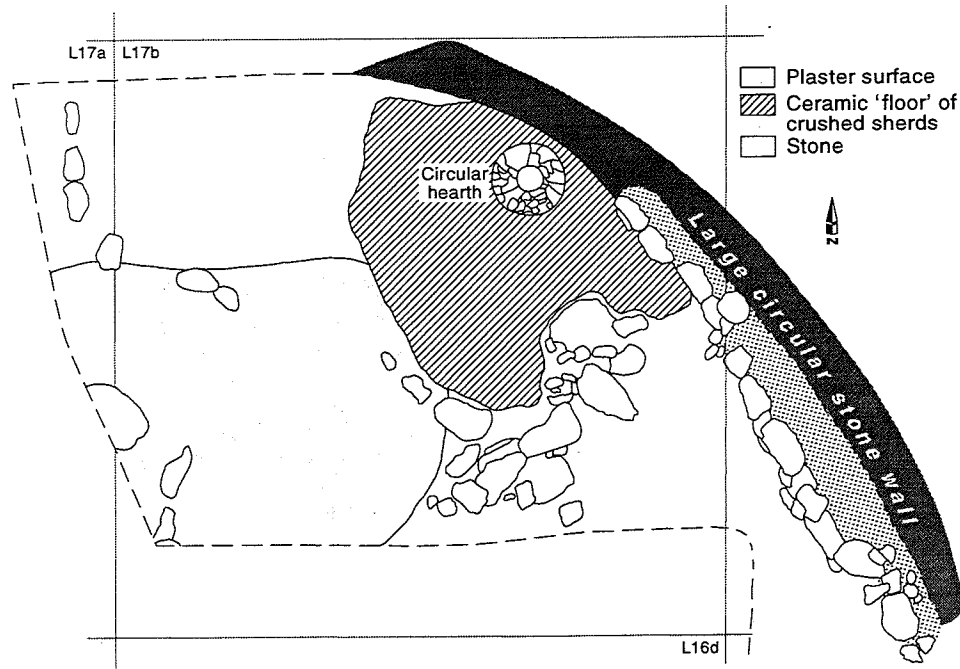 L17a L17b
Plaster surface
Ceramic 'floor' of
crushed sherds
Stone
Circular
hearth
N
Large circular stone wall
L16d